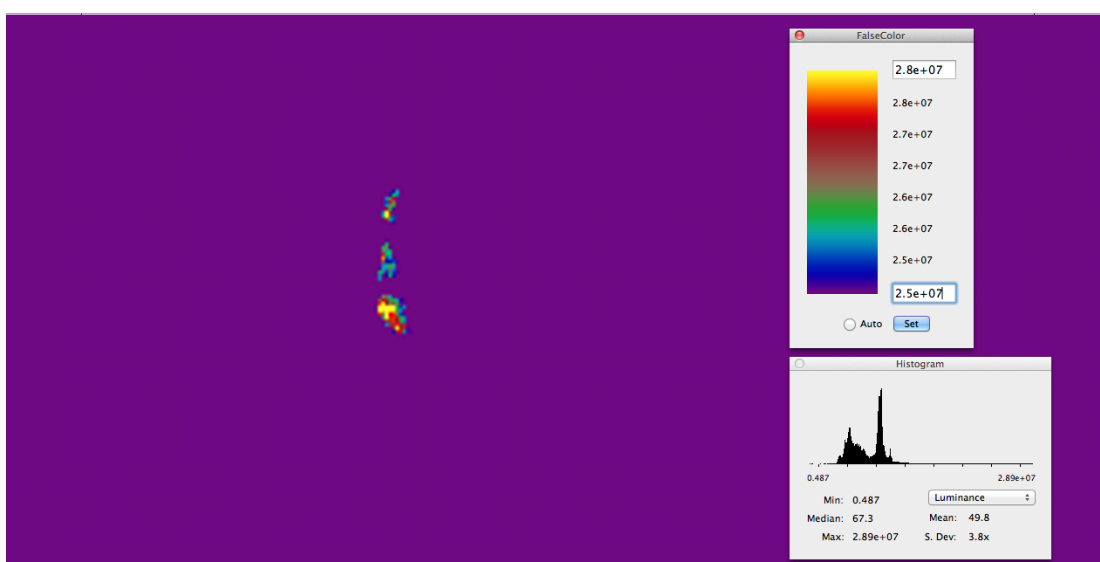 FalseColor
2.8e+07
2.8e+07
2.7e+07
2.7e+07
2.6e+07
2.6e+07
2.5e+07
2.5e+07
Auto Set
Histogram
0.487 2.89e+07
Min: 0.487 Luminance
Median: 67.3 Mean: 49.8
Max: 2.89e+07 S. Dev: 3.8x